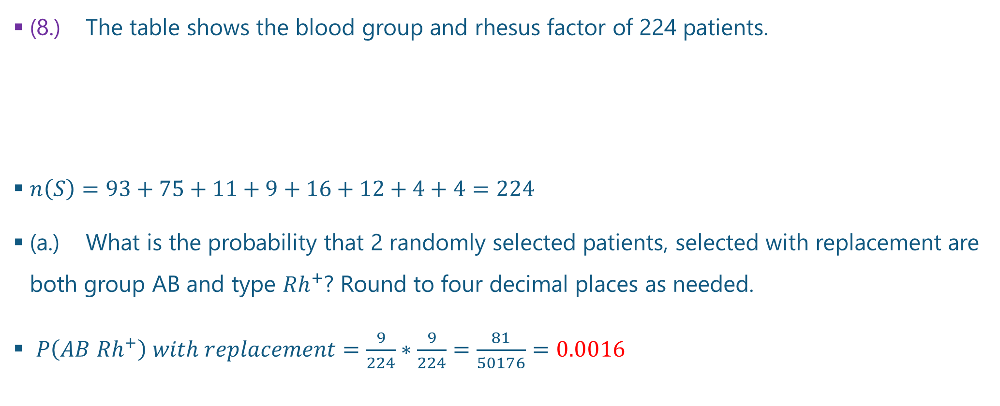 ▪ (8.) The table shows the blood group and rhesus factor of 224 patients.
▪ n(S) = 93 + 75 + 11 + 9 + 16 + 12 + 4 + 4 = 224
▪ (a.) What is the probability that 2 randomly selected patients, selected with replacement are
both group AB and type Rh⁺? Round to four decimal places as needed.
▪ P(AB Rh⁺) with replacement = 9/224 * 9/224 = 81/50176 = 0.0016